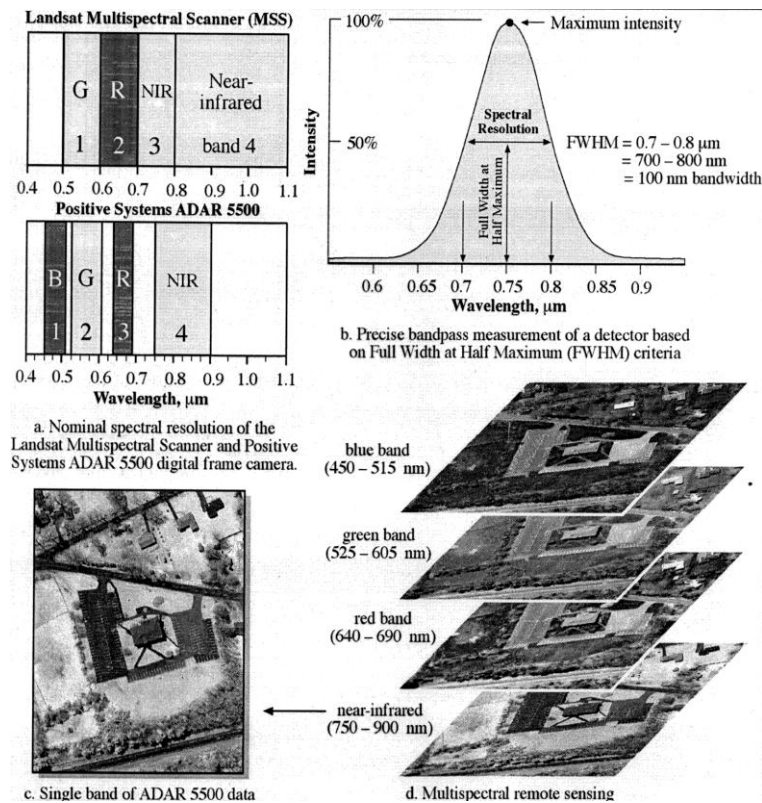 Landsat Multispectral Scanner (MSS)
G R NIR Near-
infrared
1 2 3 band 4
0.4 0.5 0.6 0.7 0.8 0.9 1.0 1.1
Positive Systems ADAR 5500
B G R NIR
1 2 3 4
0.4 0.5 0.6 0.7 0.8 0.9 1.0 1.1
Wavelength, µm
a. Nominal spectral resolution of the
Landsat Multispectral Scanner and Positive
Systems ADAR 5500 digital frame camera.
100%
Maximum intensity
Intensity
50%
Spectral
Resolution
Full Width at
Half Maximum
FWHM = 0.7 – 0.8 µm
= 700 – 800 nm
= 100 nm bandwidth
0.6 0.65 0.7 0.75 0.8 0.85 0.9
Wavelength, µm
b. Precise bandpass measurement of a detector based
on Full Width at Half Maximum (FWHM) criteria
blue band
(450 – 515 nm)
green band
(525 – 605 nm)
red band
(640 – 690 nm)
near-infrared
(750 – 900 nm)
c. Single band of ADAR 5500 data
d. Multispectral remote sensing